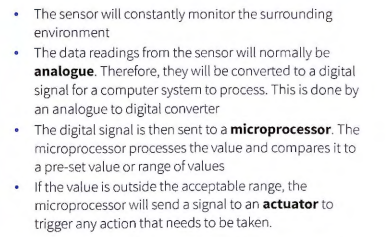 • The sensor will constantly monitor the surrounding
environment
• The data readings from the sensor will normally be
analogue. Therefore, they will be converted to a digital
signal for a computer system to process. This is done by
an analogue to digital converter
• The digital signal is then sent to a microprocessor. The
microprocessor processes the value and compares it to
a pre-set value or range of values
• If the value is outside the acceptable range, the
microprocessor will send a signal to an actuator to
trigger any action that needs to be taken.